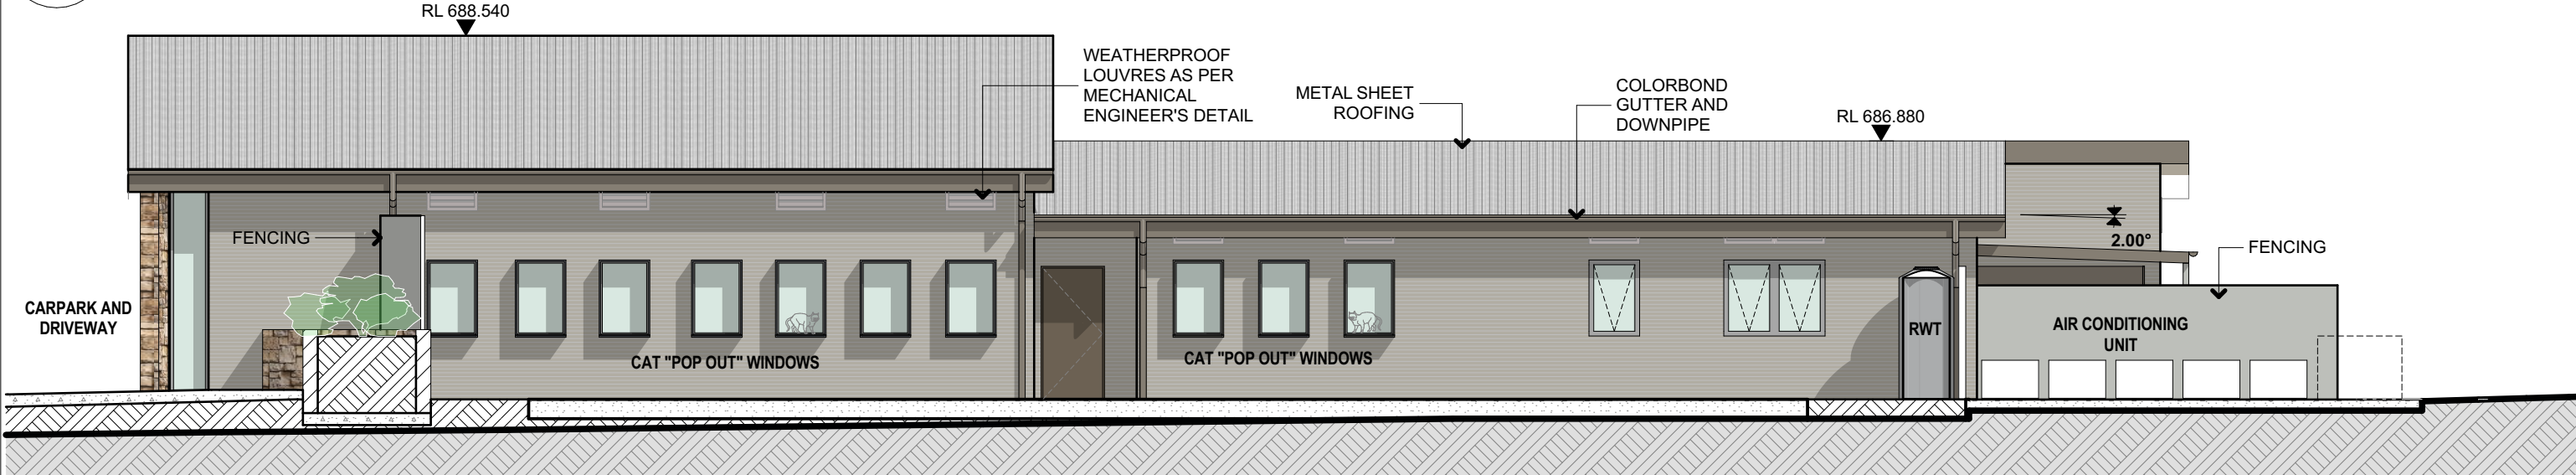 RL 688.540
WEATHERPROOF
LOUVRES AS PER
MECHANICAL
ENGINEER'S DETAIL
METAL SHEET
ROOFING
COLORBOND
GUTTER AND
DOWNPIPE
RL 686.880
FENCING
2.00°
FENCING
CARPARK AND
DRIVEWAY
CAT "POP OUT" WINDOWS
CAT "POP OUT" WINDOWS
RWT
AIR CONDITIONING
UNIT